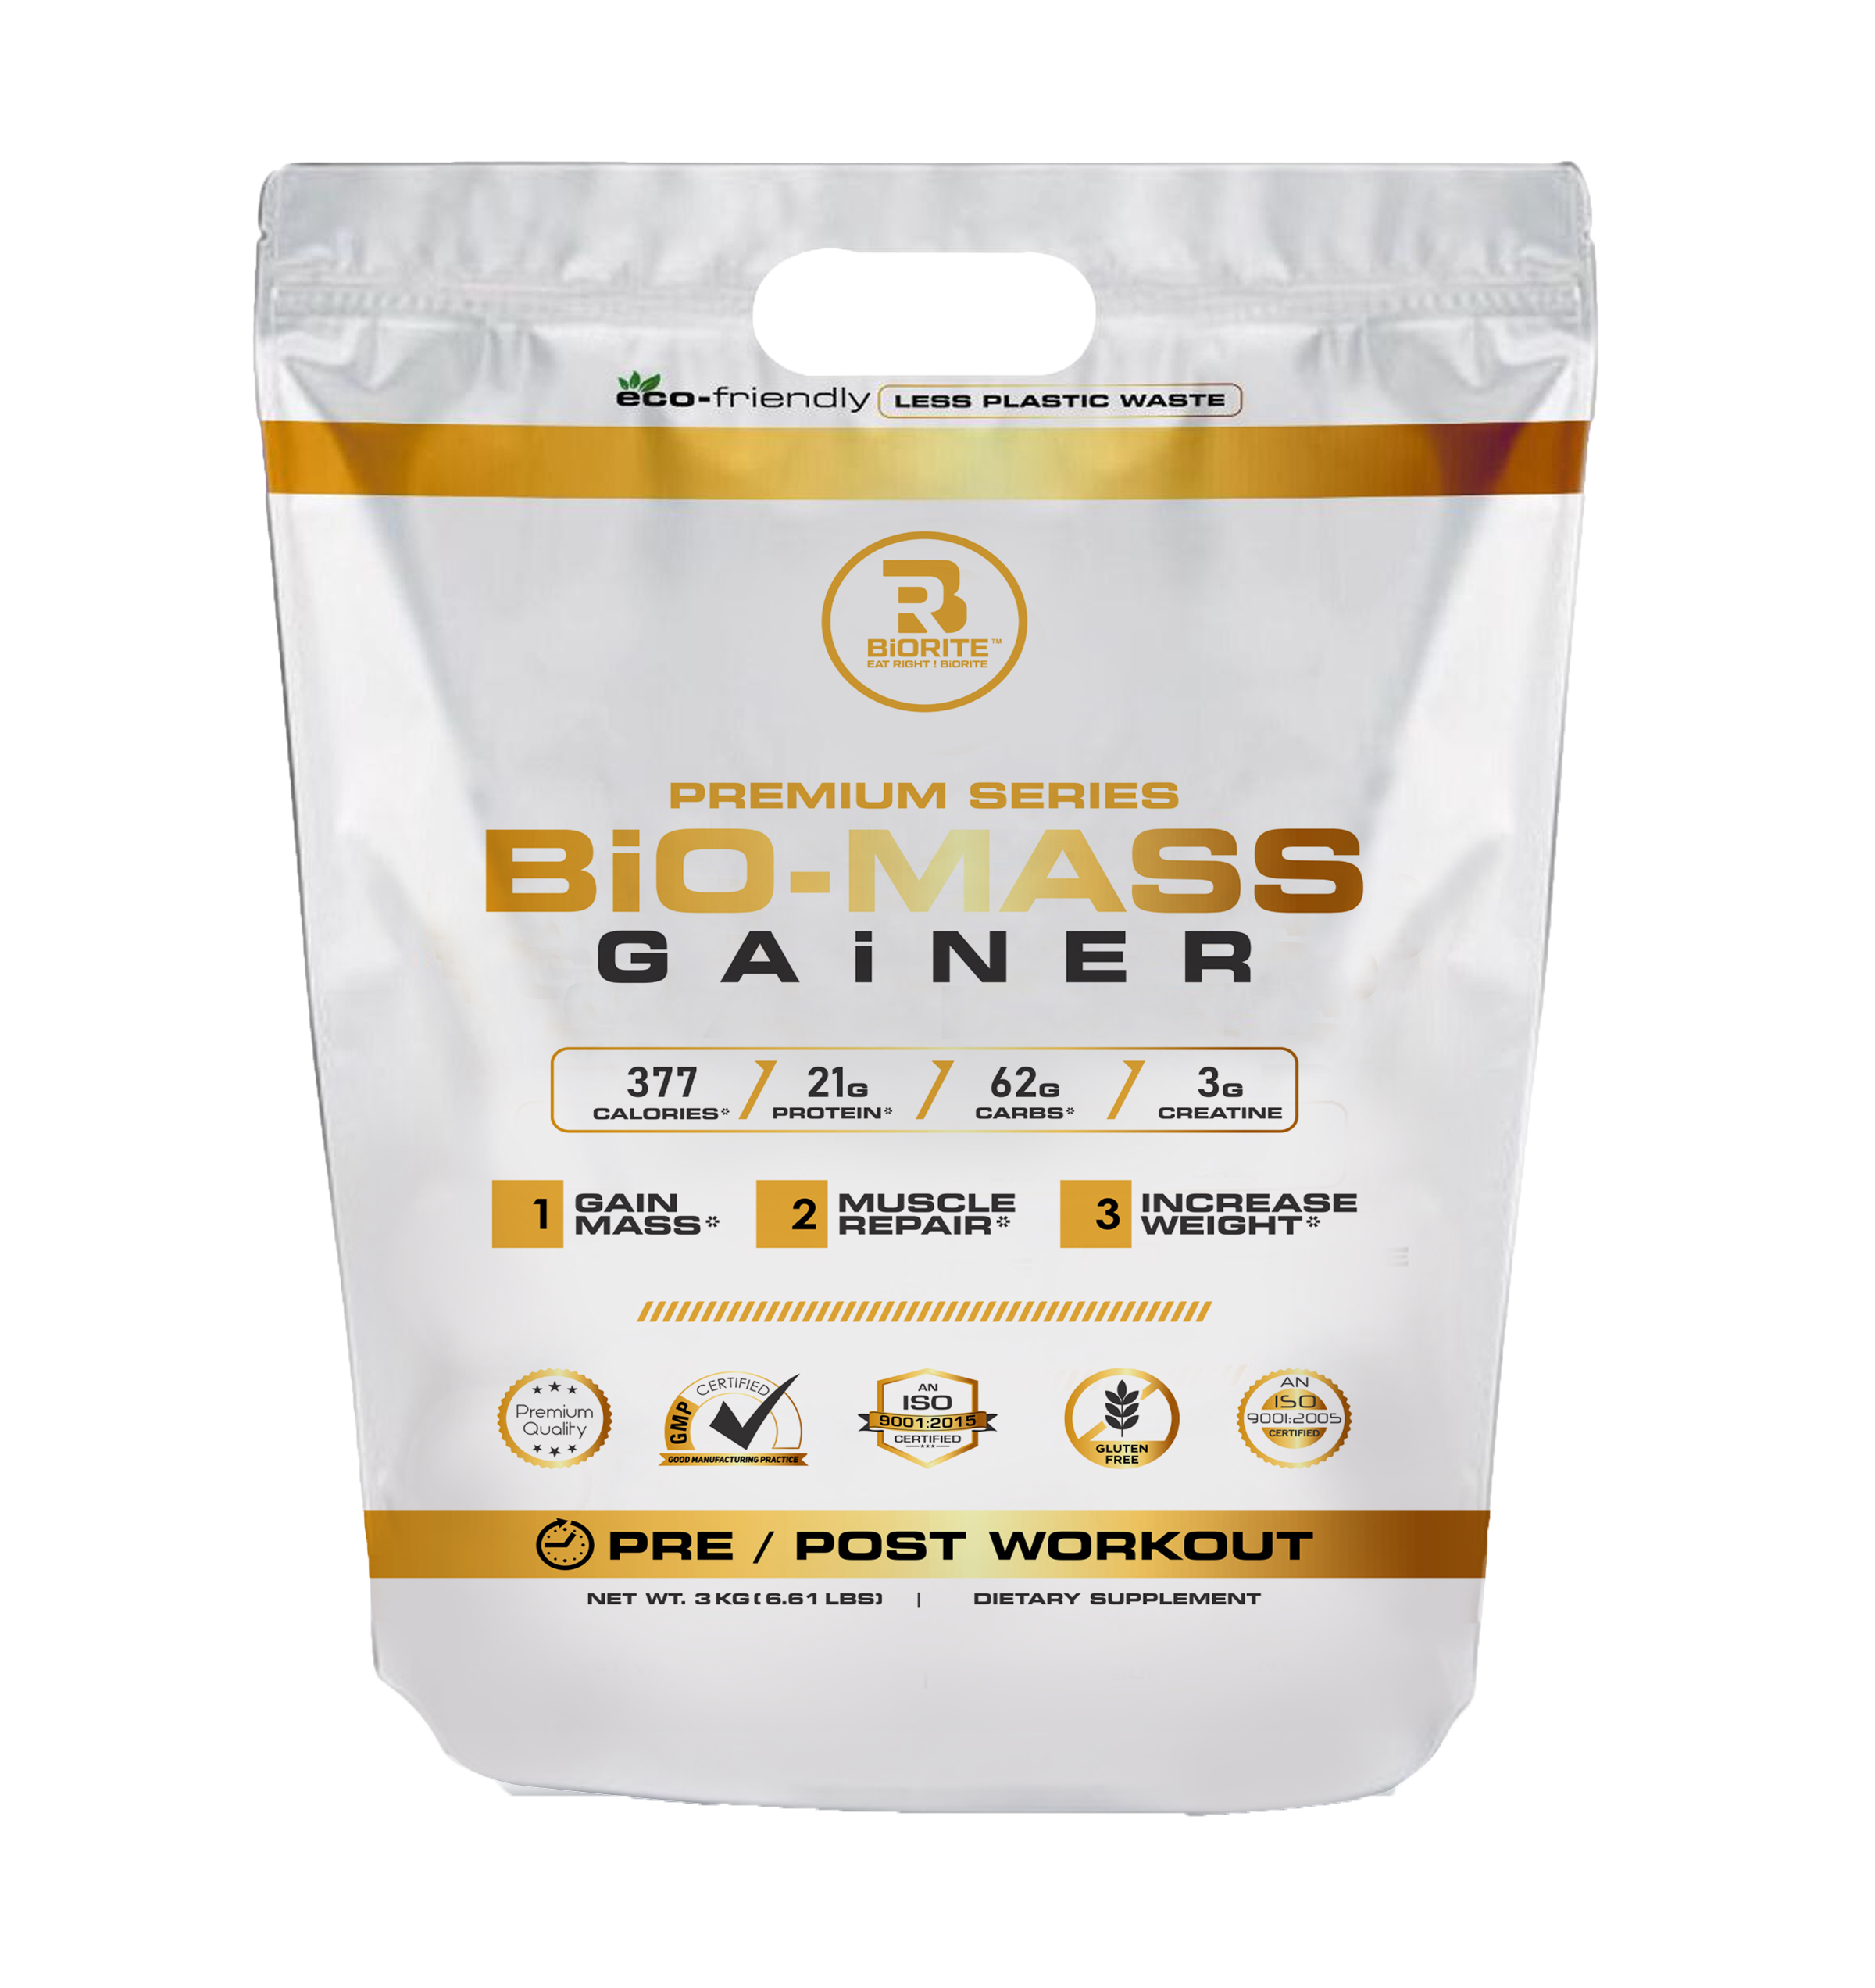 eco-friendly LESS PLASTIC WASTE
RB
BiORITE™
EAT RIGHT ! BiORITE
PREMIUM SERIES
BiO-MASS
GAiNER
377 21G 62G 3G
CALORIES* PROTEIN* CARBS* CREATINE
1 GAIN MASS*
2 MUSCLE REPAIR*
3 INCREASE WEIGHT*
Premium
Quality
CERTIFIED
GMP
GOOD MANUFACTURING PRACTICE
AN
ISO
9001:2015
CERTIFIED
GLUTEN
FREE
AN
ISO
9001:2005
CERTIFIED
PRE / POST WORKOUT
NET WT. 3 KG (6.61 LBS) | DIETARY SUPPLEMENT